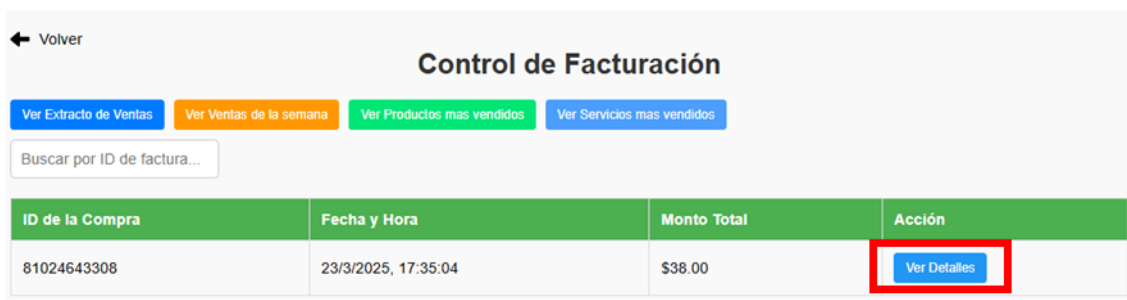 Volver
Control de Facturación
Ver Extracto de Ventas Ver Ventas de la semana Ver Productos mas vendidos Ver Servicios mas vendidos
Buscar por ID de factura...
ID de la Compra Fecha y Hora Monto Total Acción
81024643308 23/3/2025, 17:35:04 $38.00 Ver Detalles